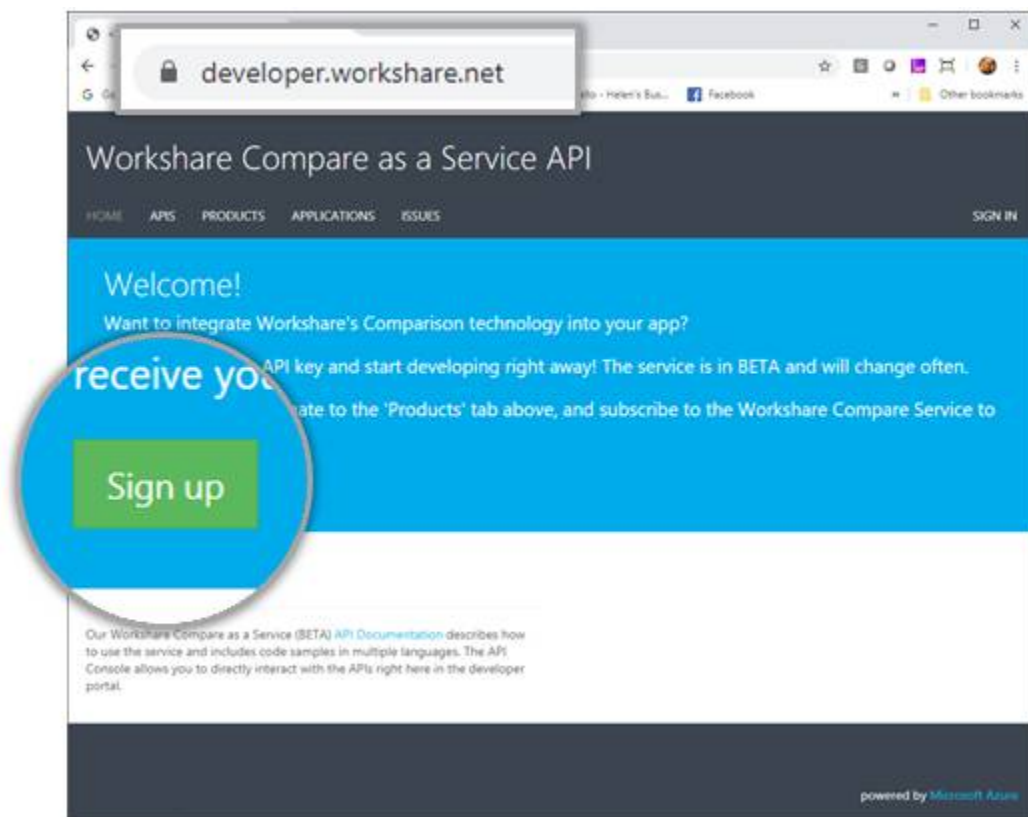 developer.workshare.net
Helen's Bus... Facebook
Other bookmarks
Workshare Compare as a Service API
HOME APIS PRODUCTS APPLICATIONS ISSUES SIGN IN
Welcome!
Want to integrate Workshare's Comparison technology into your app?
receive you API key and start developing right away! The service is in BETA and will change often.
ate to the 'Products' tab above, and subscribe to the Workshare Compare Service to
Sign up
Our Workshare Compare as a Service (BETA) API Documentation describes how
to use the service and includes code samples in multiple languages. The API
Console allows you to directly interact with the APIs right here in the developer
portal.
powered by Microsoft Azure